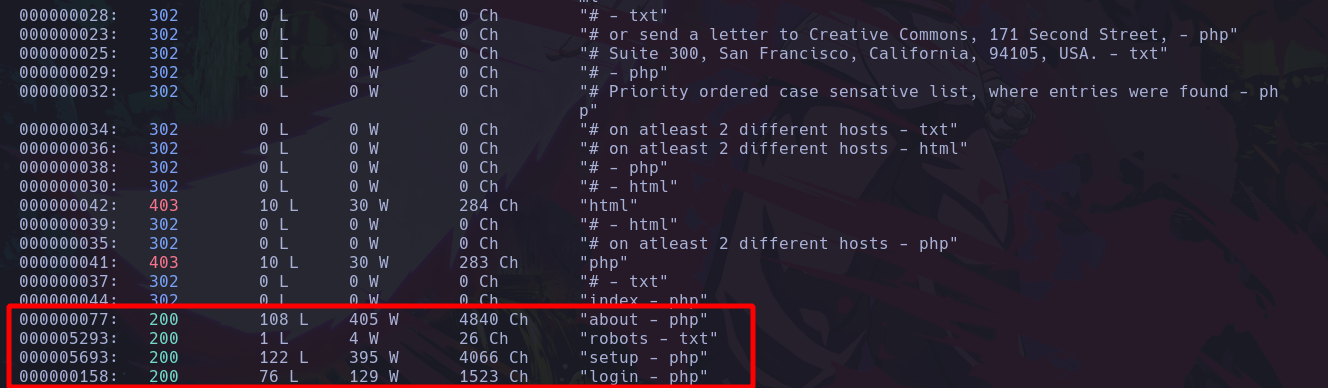 000000028: 302 0 L 0 W 0 Ch "# - txt"
000000023: 302 0 L 0 W 0 Ch "# or send a letter to Creative Commons, 171 Second Street, - php"
000000025: 302 0 L 0 W 0 Ch "# Suite 300, San Francisco, California, 94105, USA. - txt"
000000029: 302 0 L 0 W 0 Ch "# - php"
000000032: 302 0 L 0 W 0 Ch "# Priority ordered case sensative list, where entries were found - ph
p"
000000034: 302 0 L 0 W 0 Ch "# on atleast 2 different hosts - txt"
000000036: 302 0 L 0 W 0 Ch "# on atleast 2 different hosts - html"
000000038: 302 0 L 0 W 0 Ch "# - php"
000000030: 302 0 L 0 W 0 Ch "# - html"
000000042: 403 10 L 30 W 284 Ch "html"
000000039: 302 0 L 0 W 0 Ch "# - html"
000000035: 302 0 L 0 W 0 Ch "# on atleast 2 different hosts - php"
000000041: 403 10 L 30 W 283 Ch "php"
000000037: 302 0 L 0 W 0 Ch "# - txt"
000000044: 302 0 L 0 W 0 Ch "index - php"
000000077: 200 108 L 405 W 4840 Ch "about - php"
000005293: 200 1 L 4 W 26 Ch "robots - txt"
000005693: 200 122 L 395 W 4066 Ch "setup - php"
000000158: 200 76 L 129 W 1523 Ch "login - php"